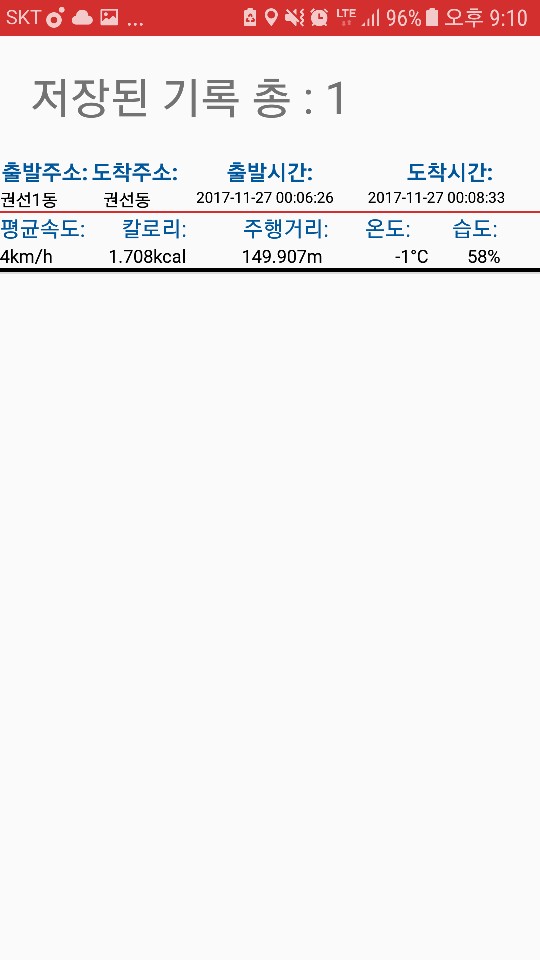 SKT ... LTE 96% 오후 9:10
저장된 기록 총 : 1
출발주소: 도착주소: 출발시간: 도착시간:
권선1동 권선동 2017-11-27 00:06:26 2017-11-27 00:08:33
평균속도: 칼로리: 주행거리: 온도: 습도:
4km/h 1.708kcal 149.907m -1°C 58%